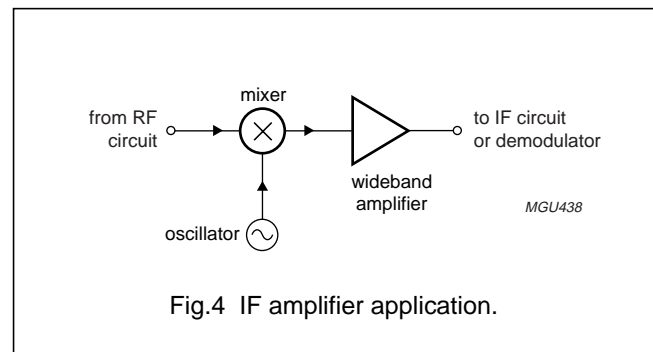 mixer
from RF
circuit
to IF circuit
or demodulator
wideband
amplifier
oscillator
MGU438
Fig.4 IF amplifier application.